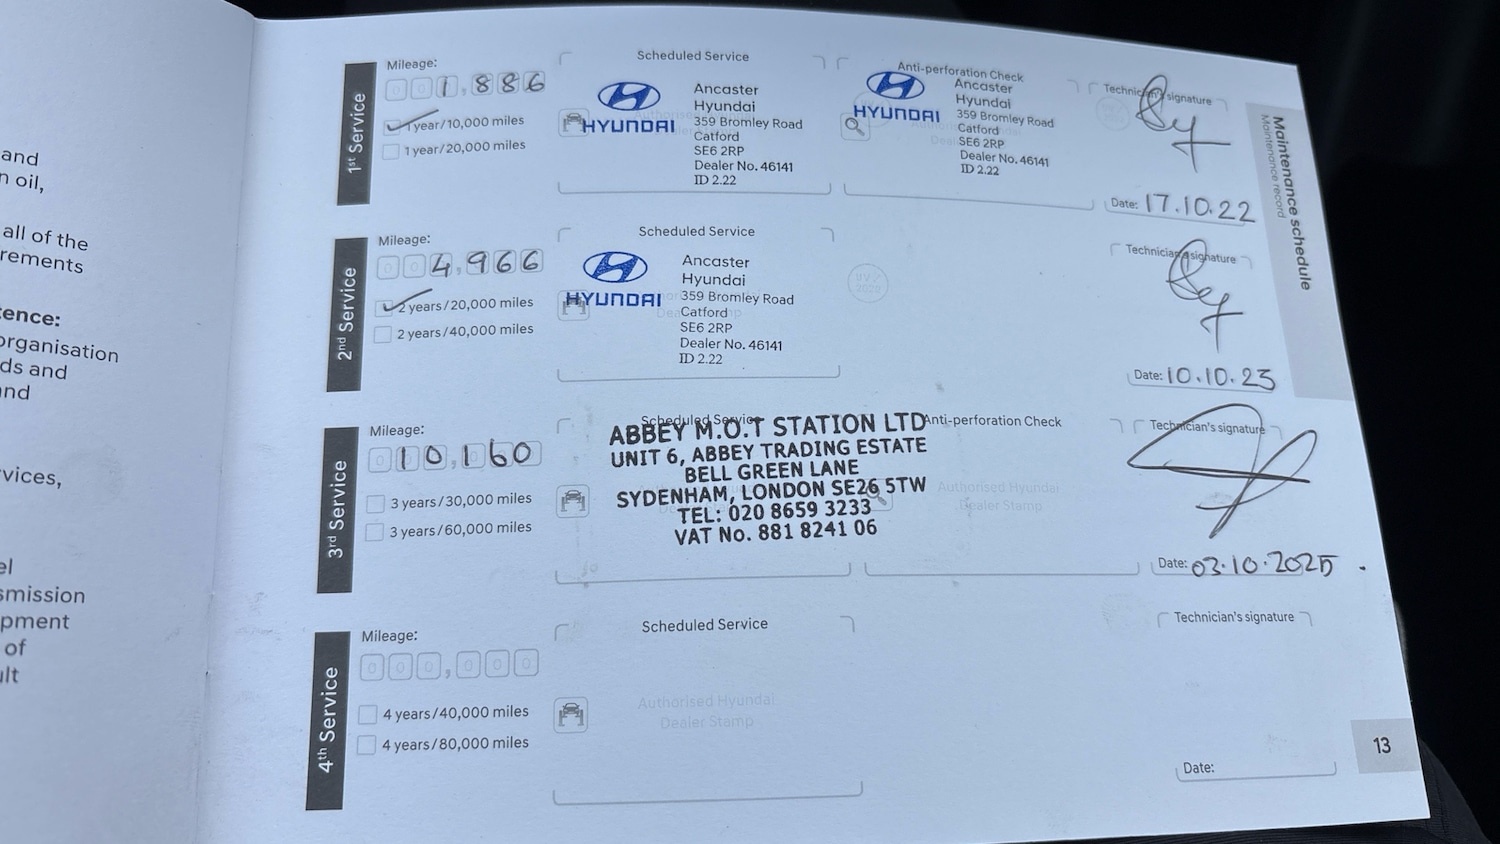 and
n oil,
all of the
rements
ence:
organisation
ds and
nd
vices,
el
smission
pment
of
ult
Maintenance schedule
Maintenance record
1st Service
Mileage:
001,886
1 year/10,000 miles
1 year/20,000 miles
Scheduled Service
HYUNDAI
Ancaster
Hyundai
359 Bromley Road
Catford
SE6 2RP
Dealer No. 46141
ID 2.22
Anti-perforation Check
HYUNDAI
Ancaster
Hyundai
359 Bromley Road
Catford
SE6 2RP
Dealer No. 46141
ID 2.22
Technician's signature
Date: 17.10.22
2nd Service
Mileage:
004,966
2 years/20,000 miles
2 years/40,000 miles
Scheduled Service
HYUNDAI
Ancaster
Hyundai
359 Bromley Road
Catford
SE6 2RP
Dealer No. 46141
ID 2.22
Technician's signature
Date: 10.10.23
3rd Service
Mileage:
010,160
3 years/30,000 miles
3 years/60,000 miles
Scheduled Service
ABBEY M.O.T STATION LTD
UNIT 6, ABBEY TRADING ESTATE
BELL GREEN LANE
SYDENHAM, LONDON SE26 5TW
TEL: 020 8659 3233
VAT No. 881 8241 06
Anti-perforation Check
Authorised Hyundai
Dealer Stamp
Technician's signature
Date: 03.10.2025
4th Service
Mileage:
000,000
4 years/40,000 miles
4 years/80,000 miles
Scheduled Service
Authorised Hyundai
Dealer Stamp
Technician's signature
Date:
13